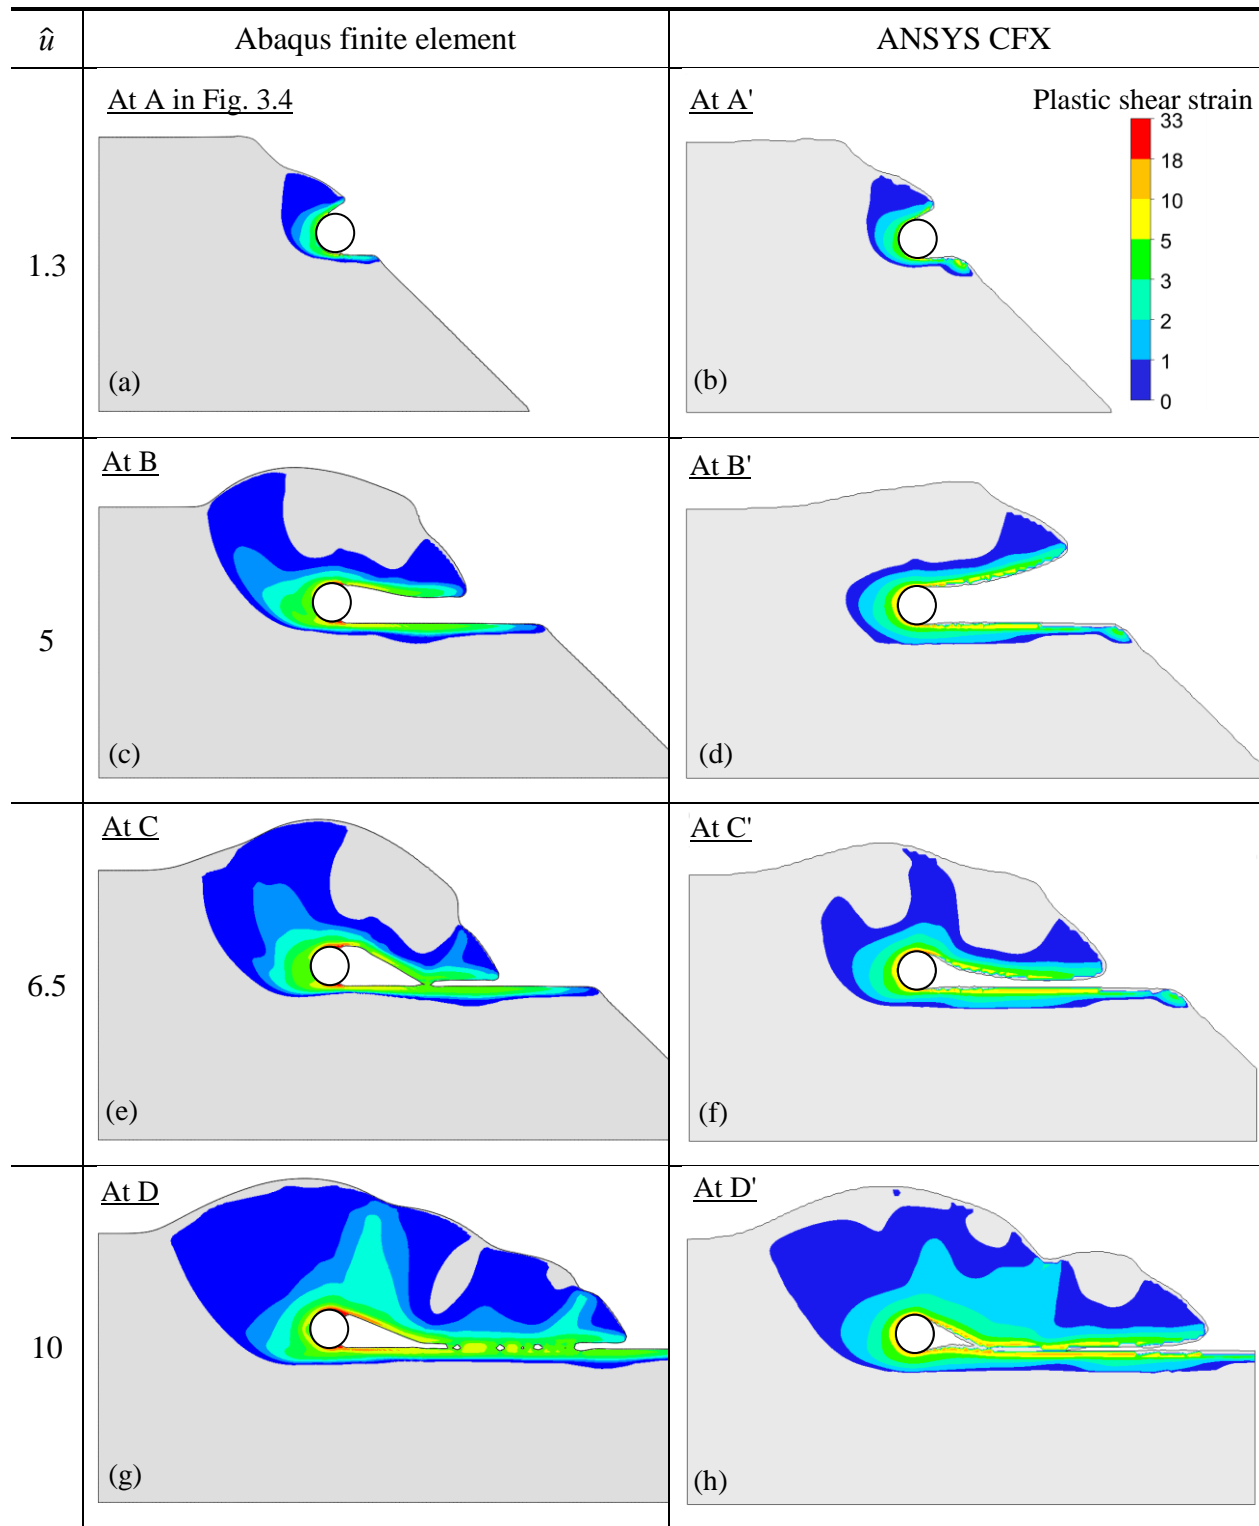 û Abaqus finite element ANSYS CFX
At A in Fig. 3.4 At A' Plastic shear strain
33
18
10
5
3
2
1
0
1.3
(a) (b)
At B At B'
5
(c) (d)
At C At C'
6.5
(e) (f)
At D At D'
10
(g) (h)